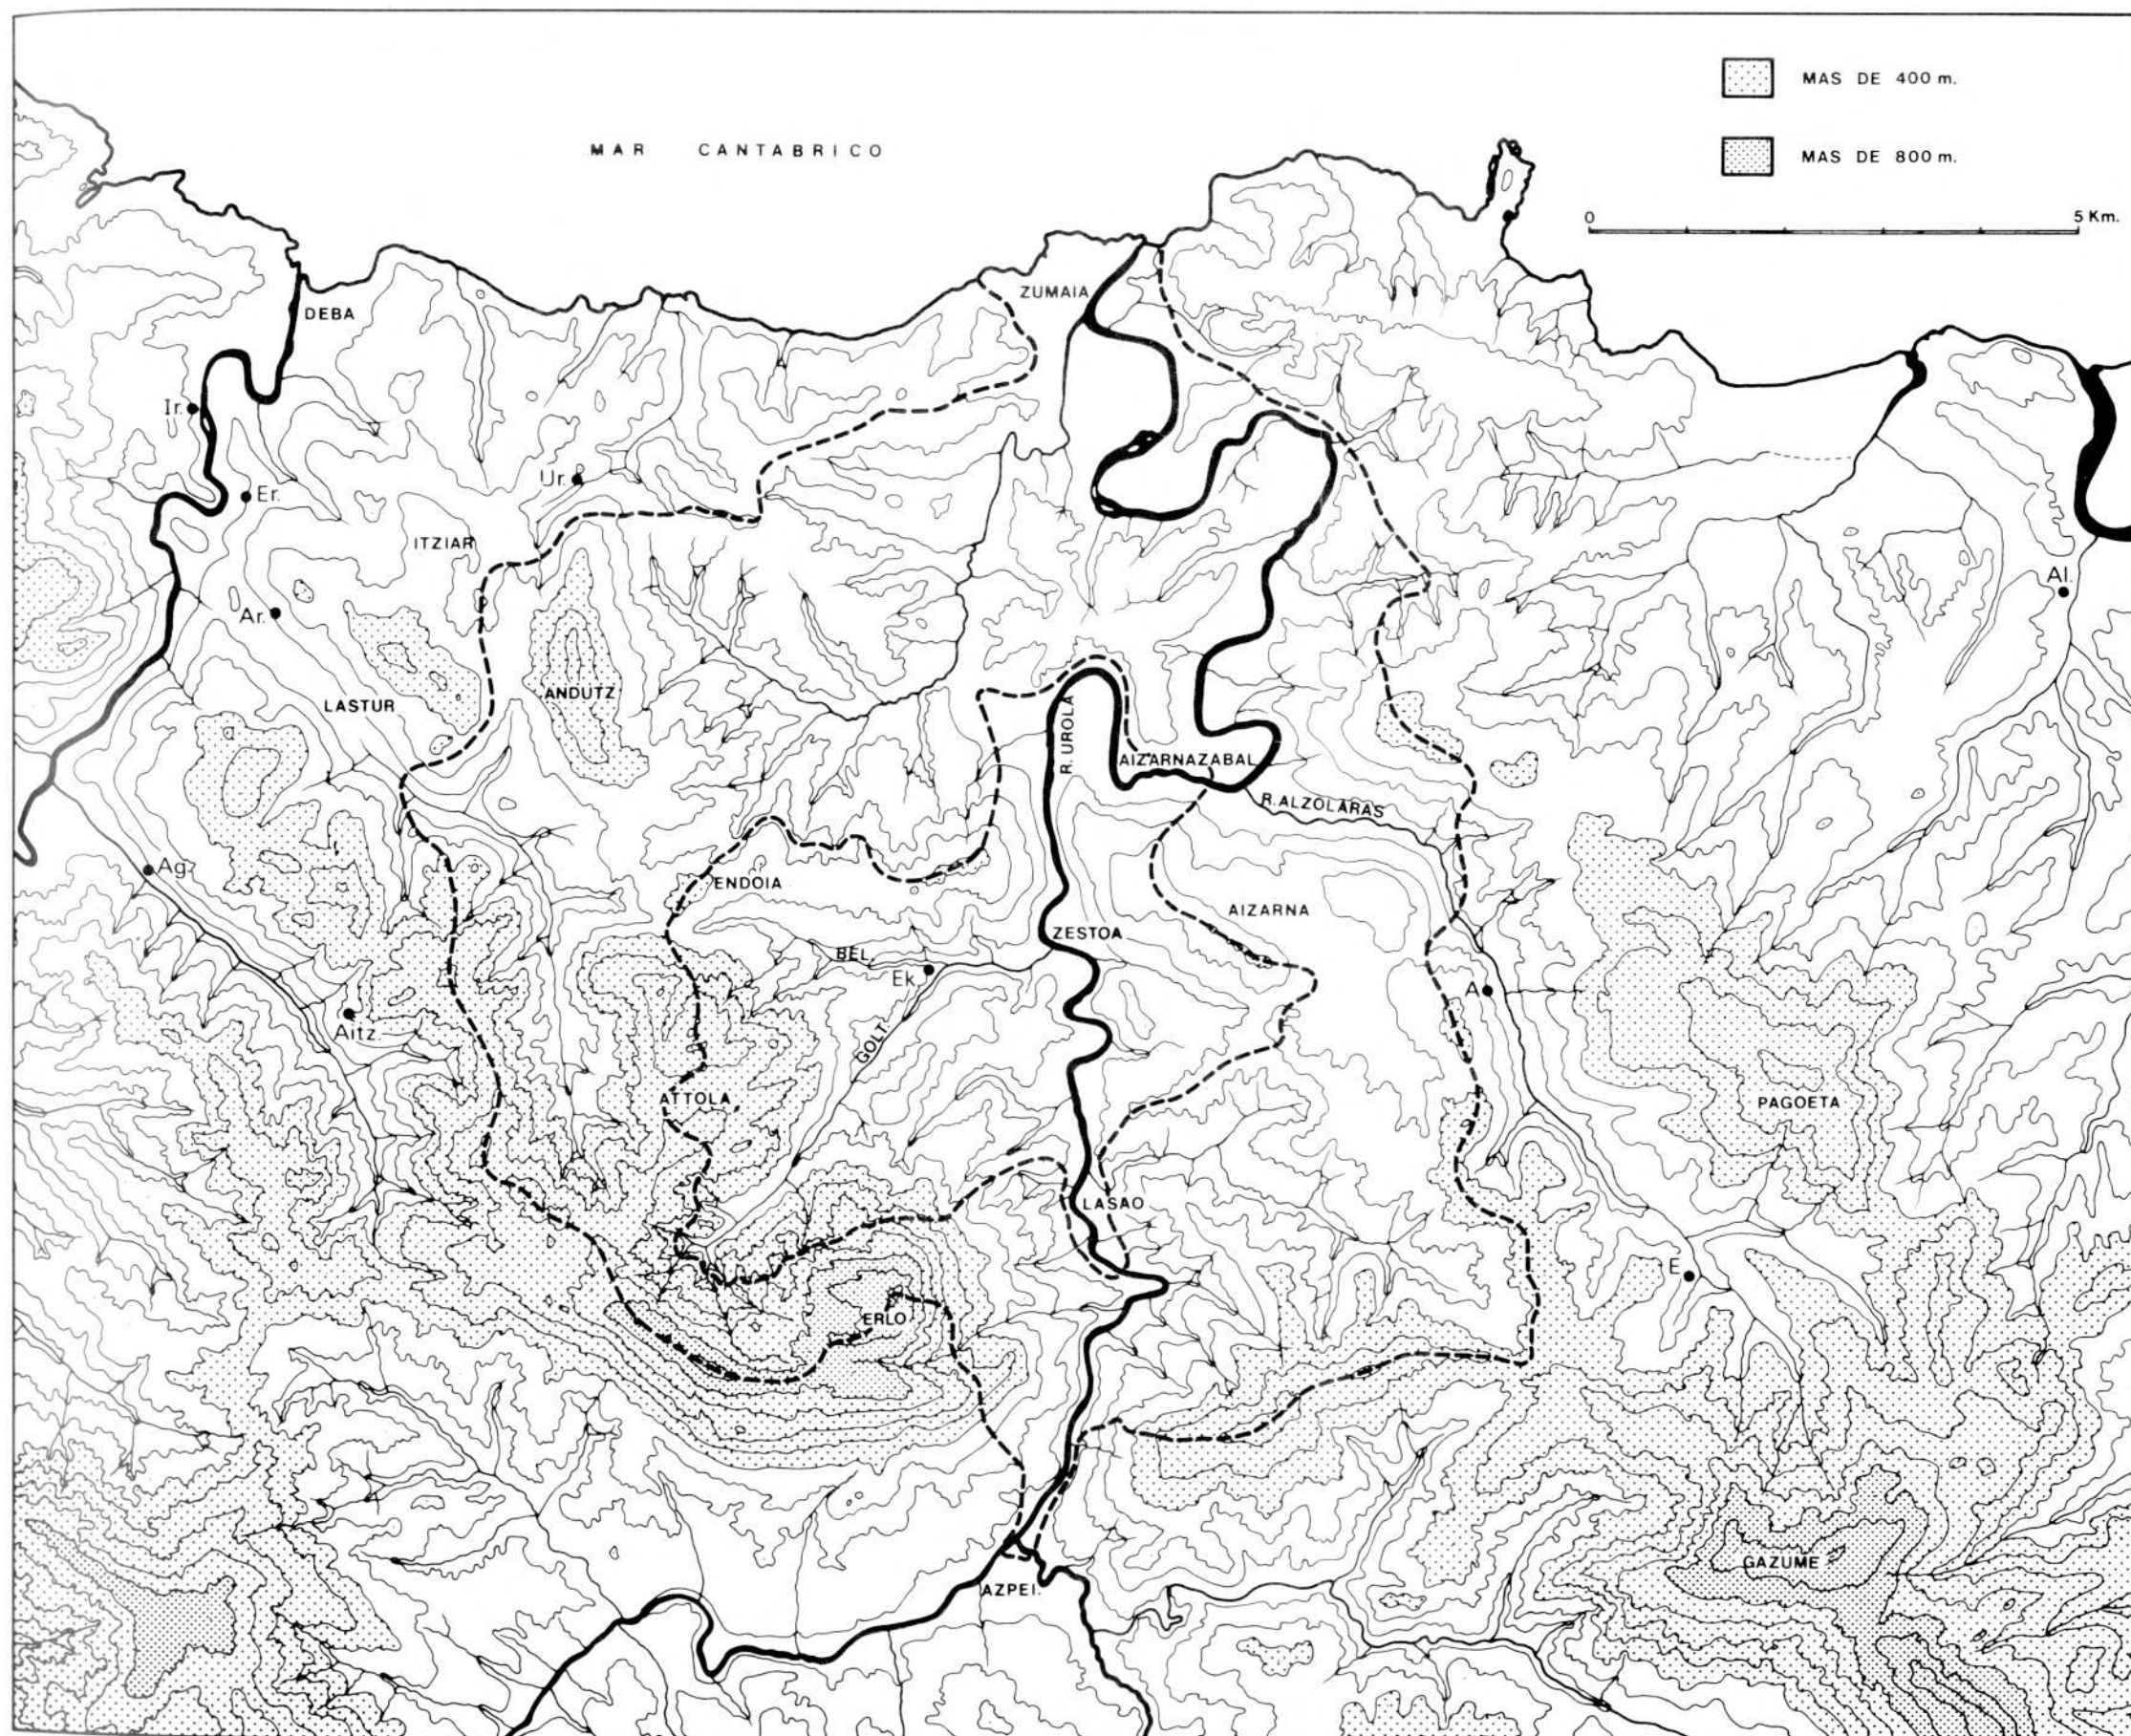 MAS DE 400 m.
MAR CANTABRICO
MAS DE 800 m.
0 5 Km.
ZUMAIA
DEBA
Ir.
Ur.
Er.
ITZIAR
Al.
Ar.
ANDUTZ
LASTUR
R. UROLA
AIZARNAZABAL
R. ALZOLARAS
Ag.
ENDOIA
AIZARNA
ZESTOA
BEL.
Ek.
A
Aitz.
GOLT.
ATTOLA
PAGOETA
LASAO
E.
ERLO
GAZUME
AZPEI.